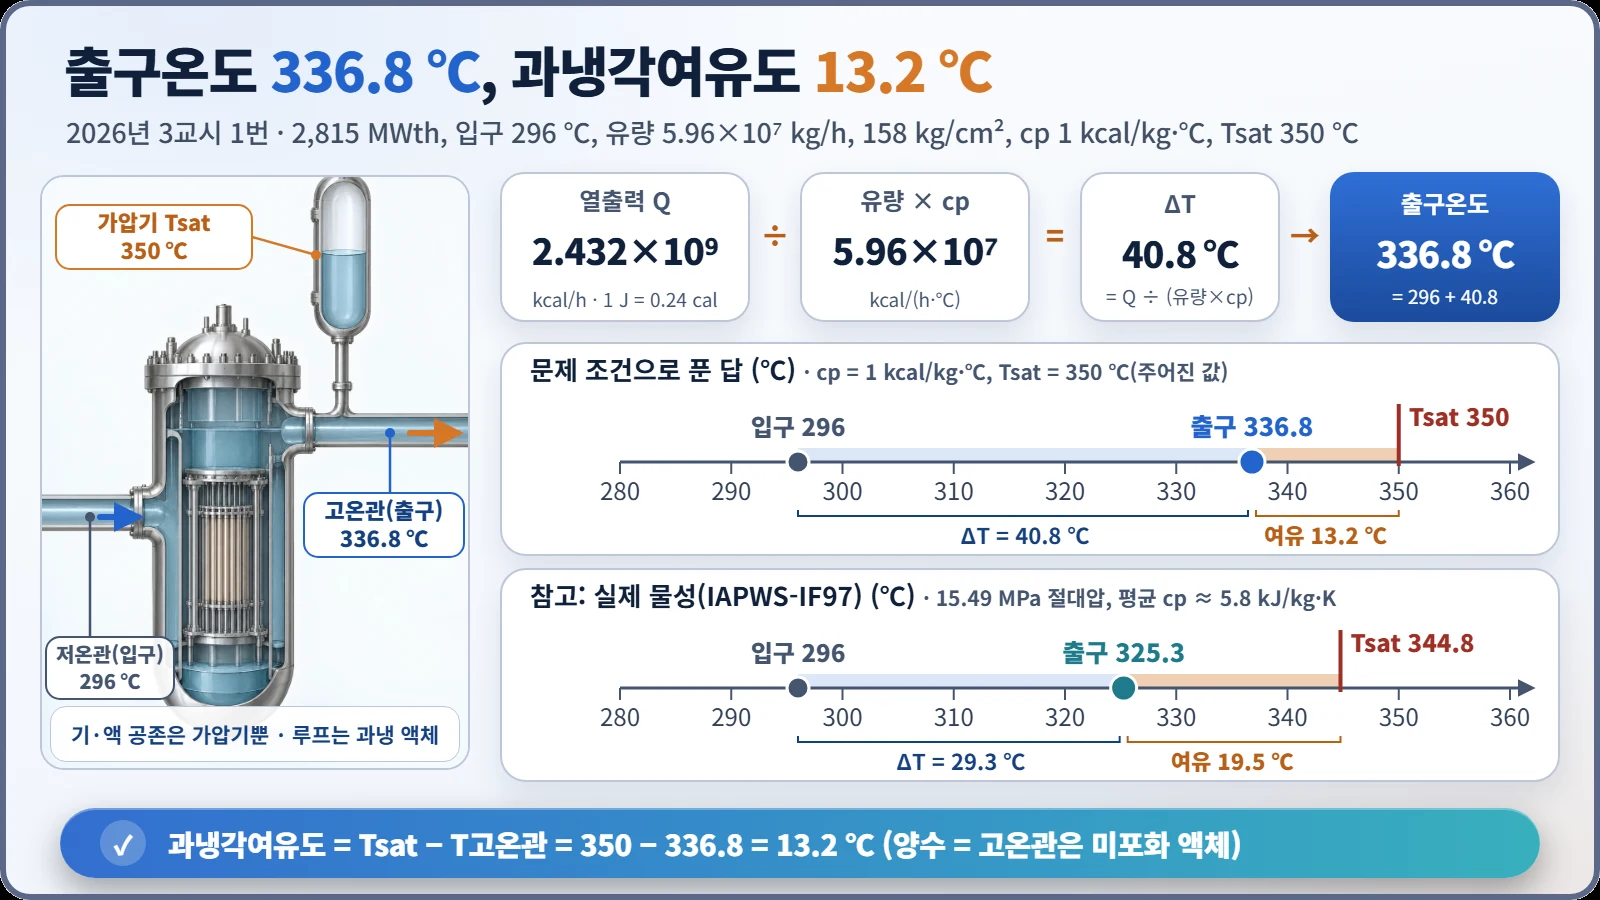 출구온도 336.8 ℃, 과냉각여유도 13.2 ℃
2026년 3교시 1번 · 2,815 MWth, 입구 296 ℃, 유량 5.96×10⁷ kg/h, 158 kg/cm², cp 1 kcal/kg·℃, Tsat 350 ℃
가압기 Tsat
350 ℃
고온관(출구)
336.8 ℃
저온관(입구)
296 ℃
기·액 공존은 가압기뿐 · 루프는 과냉 액체
열출력 Q
2.432×10⁹
kcal/h · 1 J = 0.24 cal
÷
유량 × cp
5.96×10⁷
kcal/(h·℃)
=
ΔT
40.8 ℃
= Q ÷ (유량×cp)
→
출구온도
336.8 ℃
= 296 + 40.8
문제 조건으로 푼 답 (℃) · cp = 1 kcal/kg·℃, Tsat = 350 ℃(주어진 값)
입구 296 출구 336.8 Tsat 350
280 290 300 310 320 330 340 350 360
ΔT = 40.8 ℃ 여유 13.2 ℃
참고: 실제 물성(IAPWS-IF97) (℃) · 15.49 MPa 절대압, 평균 cp ≈ 5.8 kJ/kg·K
입구 296 출구 325.3 Tsat 344.8
280 290 300 310 320 330 340 350 360
ΔT = 29.3 ℃ 여유 19.5 ℃
✓ 과냉각여유도 = Tsat − T고온관 = 350 − 336.8 = 13.2 ℃ (양수 = 고온관은 미포화 액체)